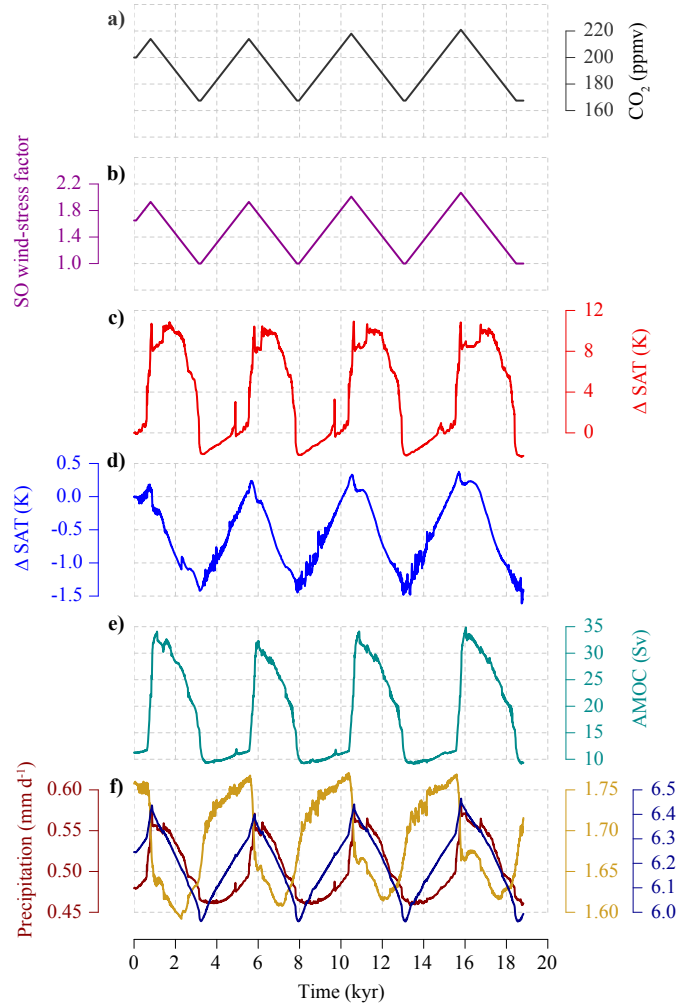 a)
220
200
180
160
CO2 (ppmv)
b)
2.2
1.8
1.4
1.0
SO wind-stress factor
c)
12
8
4
0
Δ SAT (K)
d)
0.5
0.0
-0.5
-1.0
-1.5
Δ SAT (K)
e)
35
30
25
20
15
10
AMOC (Sv)
f)
0.60
0.55
0.50
0.45
Precipitation (mm d-1)
1.75
1.70
1.65
1.60
6.5
6.4
6.3
6.2
6.1
6.0
0 2 4 6 8 10 12 14 16 18 20
Time (kyr)